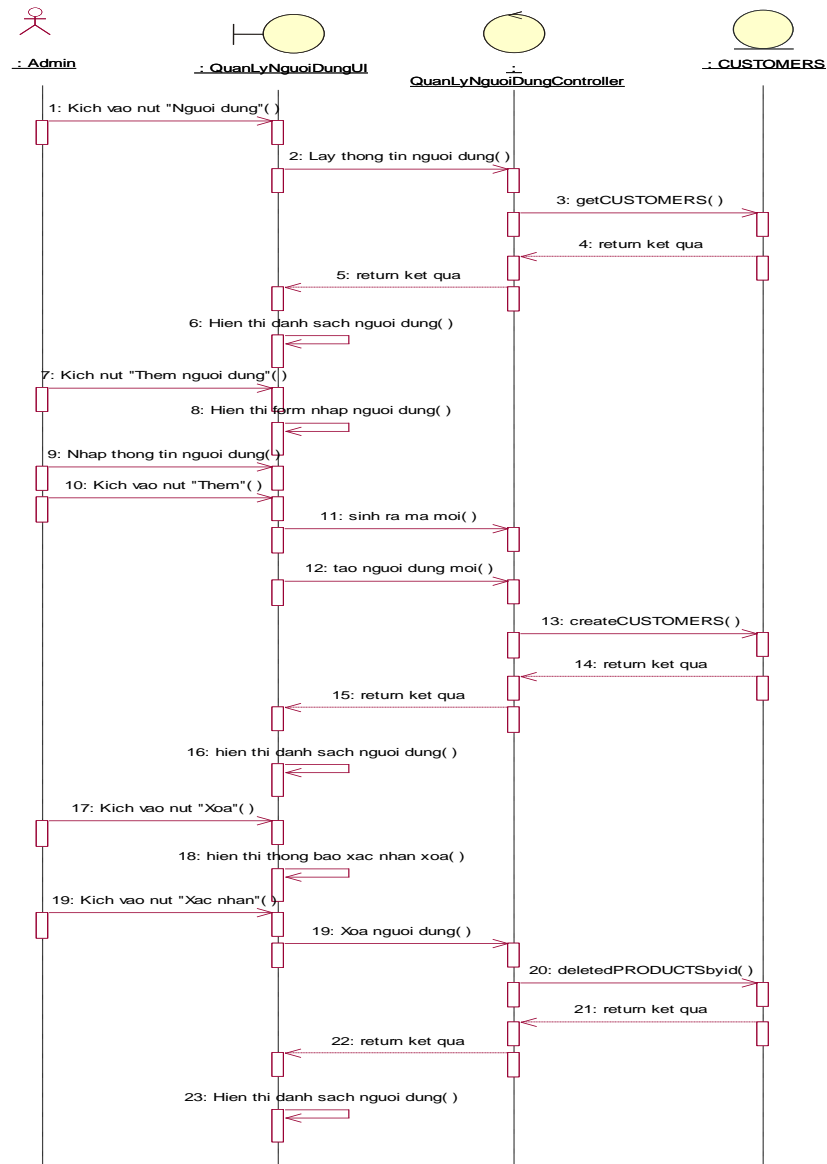 : Admin
: QuanLyNguoiDungUI
:
QuanLyNguoiDungController
: CUSTOMERS
1: Kich vao nut "Nguoi dung"( )
2: Lay thong tin nguoi dung( )
3: getCUSTOMERS( )
4: return ket qua
5: return ket qua
6: Hien thi danh sach nguoi dung( )
7: Kich nut "Them nguoi dung"( )
8: Hien thi form nhap nguoi dung( )
9: Nhap thong tin nguoi dung( )
10: Kich vao nut "Them"( )
11: sinh ra ma moi( )
12: tao nguoi dung moi( )
13: createCUSTOMERS( )
14: return ket qua
15: return ket qua
16: hien thi danh sach nguoi dung( )
17: Kich vao nut "Xoa"( )
18: hien thi thong bao xac nhan xoa( )
19: Kich vao nut "Xac nhan"( )
19: Xoa nguoi dung( )
20: deletedPRODUCTSbyid( )
21: return ket qua
22: return ket qua
23: Hien thi danh sach nguoi dung( )